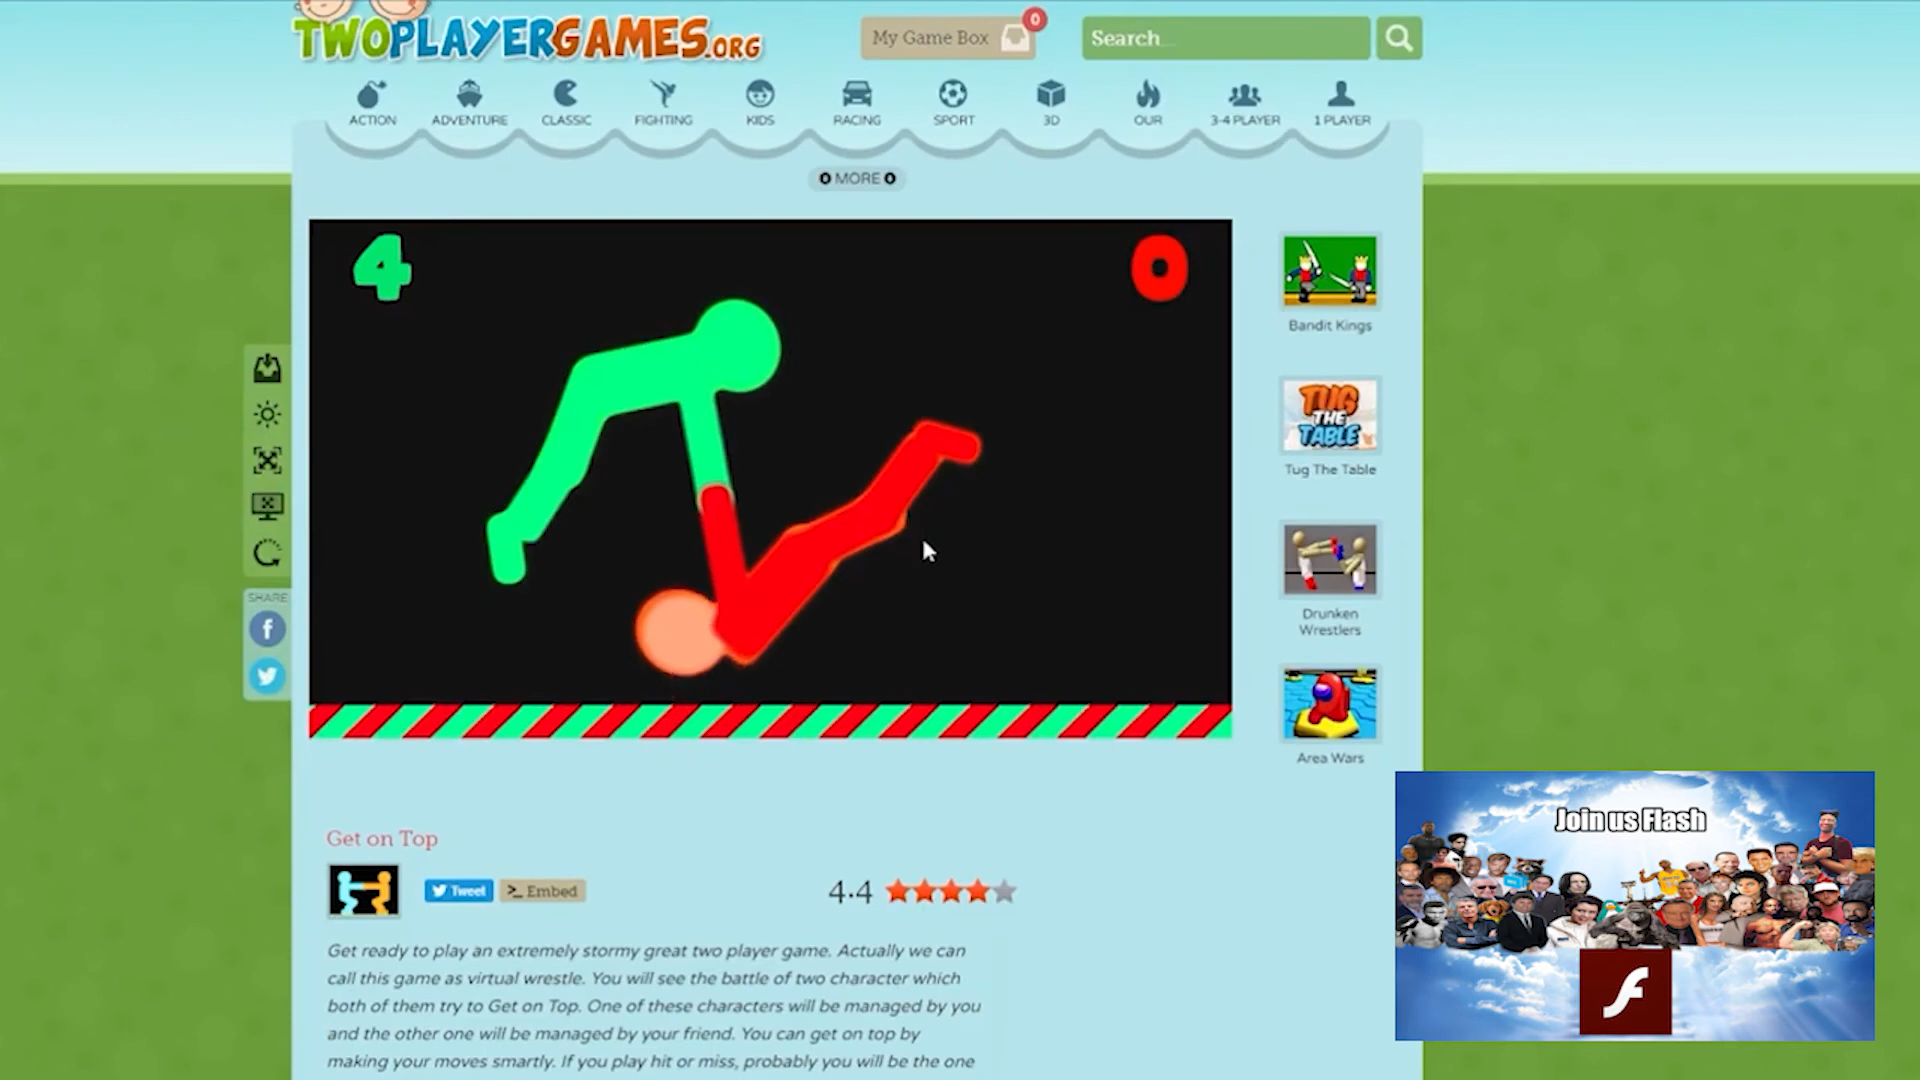 TWOPLAYERGAMES.ORG
My Game Box
0
Search...
ACTION
ADVENTURE
CLASSIC
FIGHTING
KIDS
RACING
SPORT
3D
OUR
3-4 PLAYER
1 PLAYER
MORE
4
0
Bandit Kings
TUG
THE
TABLE
Tug The Table
Drunken
Wrestlers
Area Wars
SHARE
Get on Top
Tweet
>_ Embed
4.4
Get ready to play an extremely stormy great two player game. Actually we can
call this game as virtual wrestle. You will see the battle of two character which
both of them try to Get on Top. One of these characters will be managed by you
and the other one will be managed by your friend. You can get on top by
making your moves smartly. If you play hit or miss, probably you will be the one
Join us Flash